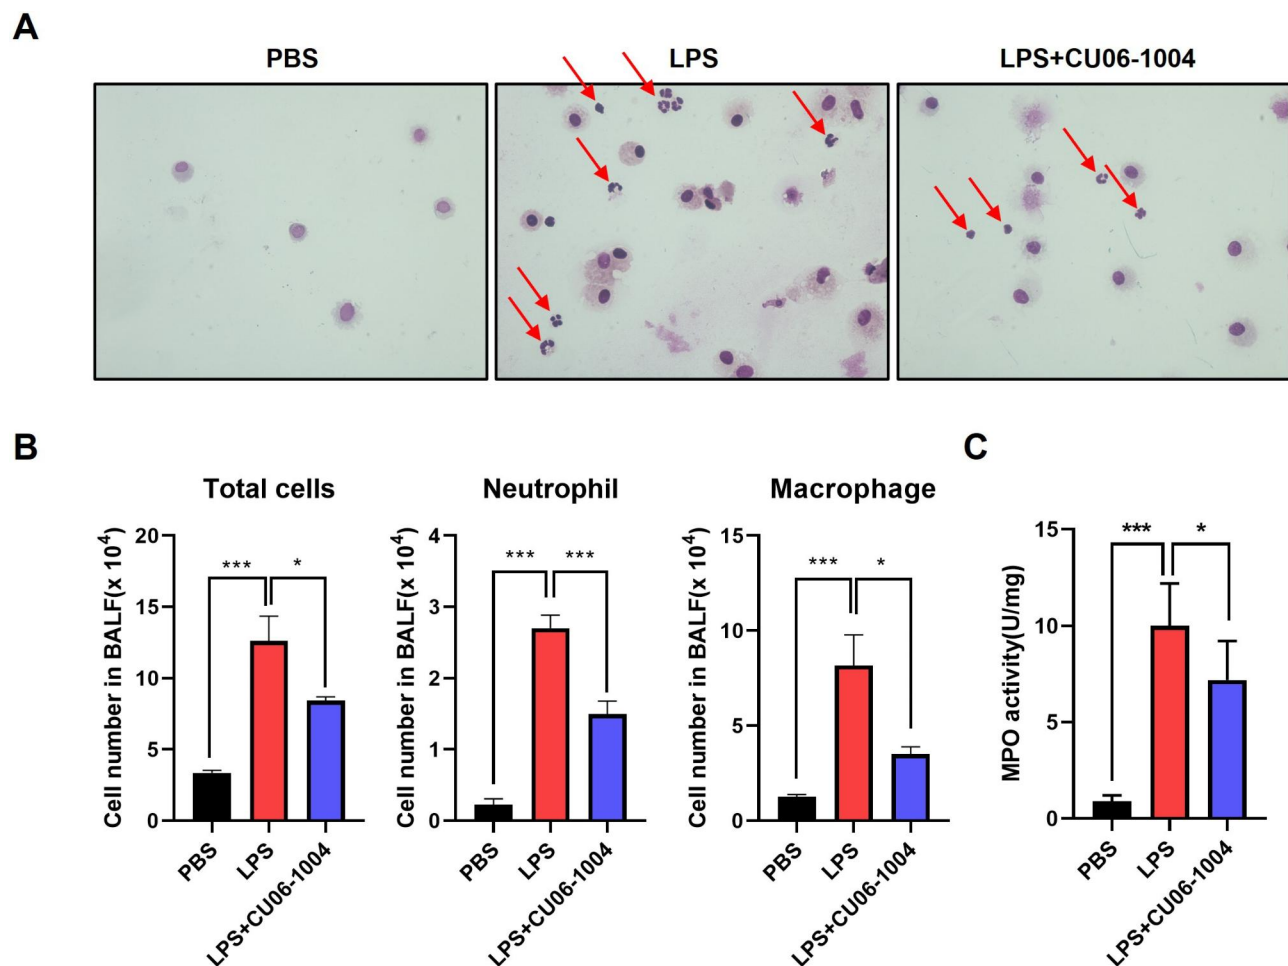 A
PBS
LPS
LPS+CU06-1004
B
C
Total cells
Cell number in BALF(x 10⁴)
20
15
10
5
0
***
*
PBS
LPS
LPS+CU06-1004
Neutrophil
Cell number in BALF(x 10⁴)
4
3
2
1
0
***
***
PBS
LPS
LPS+CU06-1004
Macrophage
Cell number in BALF(x 10⁴)
15
10
5
0
***
*
PBS
LPS
LPS+CU06-1004
MPO activity(U/mg)
15
10
5
0
***
*
PBS
LPS
LPS+CU06-1004